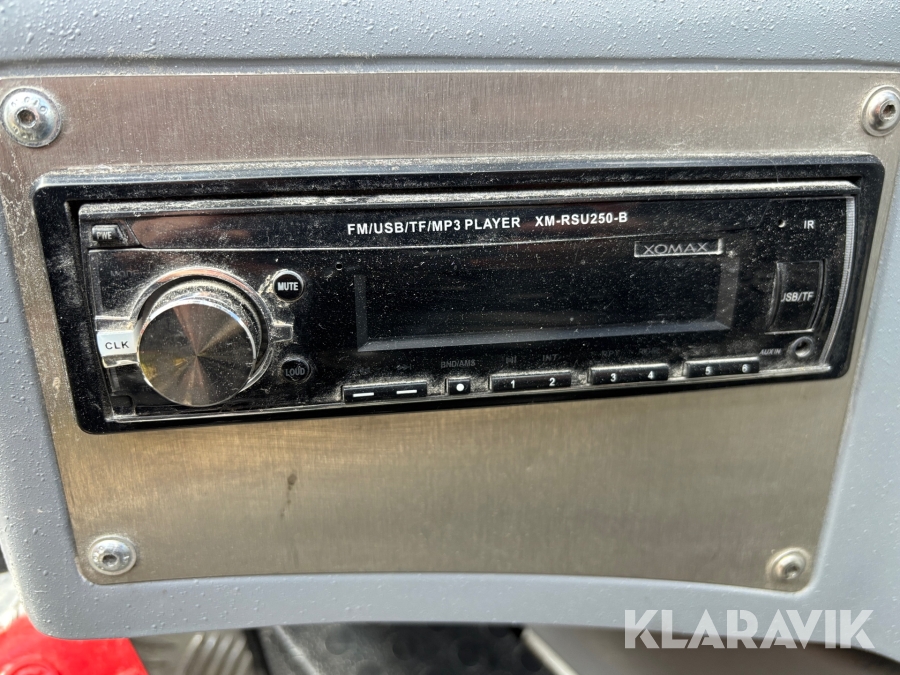 FM/USB/TF/MP3 PLAYER XM-RSU250-B
IR
XOMAX
MUTE
USB/TF
CLK
LOUD
AUX IN
BND/AMS
INT
1
2
3
4
5
6
KLARAVIK